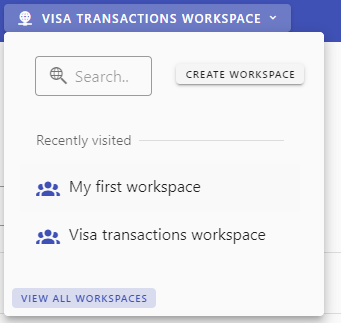 VISA TRANSACTIONS WORKSPACE
Search..
CREATE WORKSPACE
Recently visited
My first workspace
Visa transactions workspace
VIEW ALL WORKSPACES